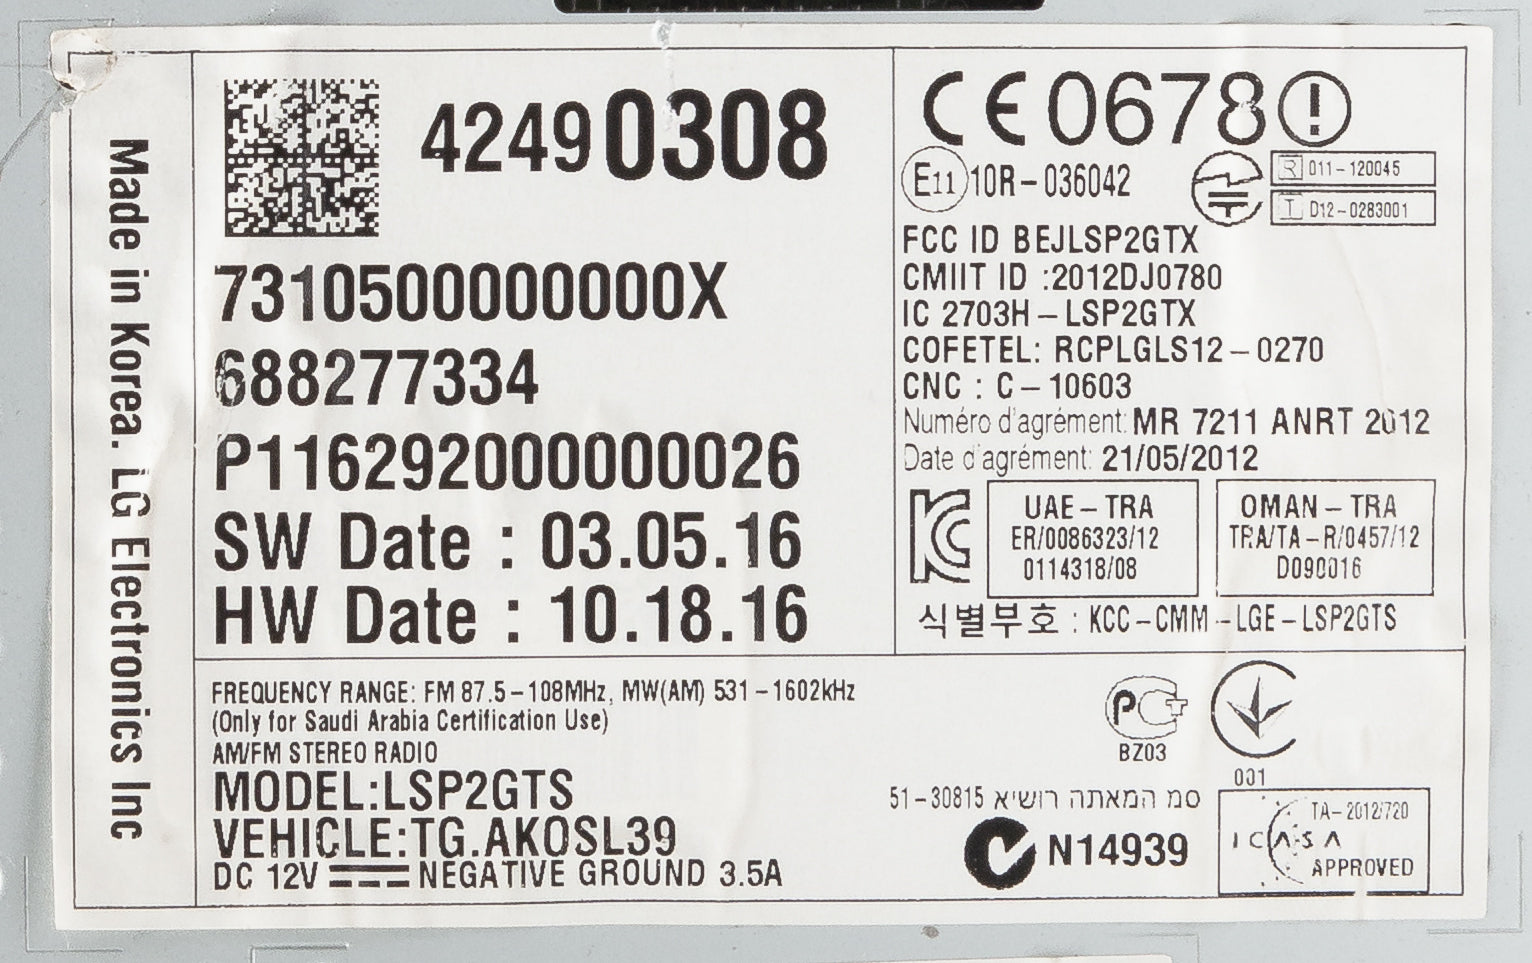 Made in Korea. LG Electronics Inc
42490308
7310500000000X
688277334
P116292000000026
SW Date : 03.05.16
HW Date : 10.18.16
CE0678
E11 10R-036042
R 011-120045
T D12-0283001
FCC ID BEJLSP2GTX
CMIIT ID :2012DJ0780
IC 2703H-LSP2GTX
COFETEL: RCPLGLS12-0270
CNC : C-10603
Numéro d'agrément: MR 7211 ANRT 2012
Date d'agrément: 21/05/2012
UAE-TRA
ER/0086323/12
0114318/08
OMAN-TRA
TRA/TA-R/0457/12
D090016
식별부호 : KCC-CMM-LGE-LSP2GTS
FREQUENCY RANGE: FM 87.5-108MHz, MW(AM) 531-1602kHz
(Only for Saudi Arabia Certification Use)
AM/FM STEREO RADIO
MODEL:LSP2GTS
VEHICLE:TG.AKOSL39
DC 12V NEGATIVE GROUND 3.5A
BZ03
001
51-30815 סמ המאתה רושיא
N14939
TA-2012/720
ICASA
APPROVED